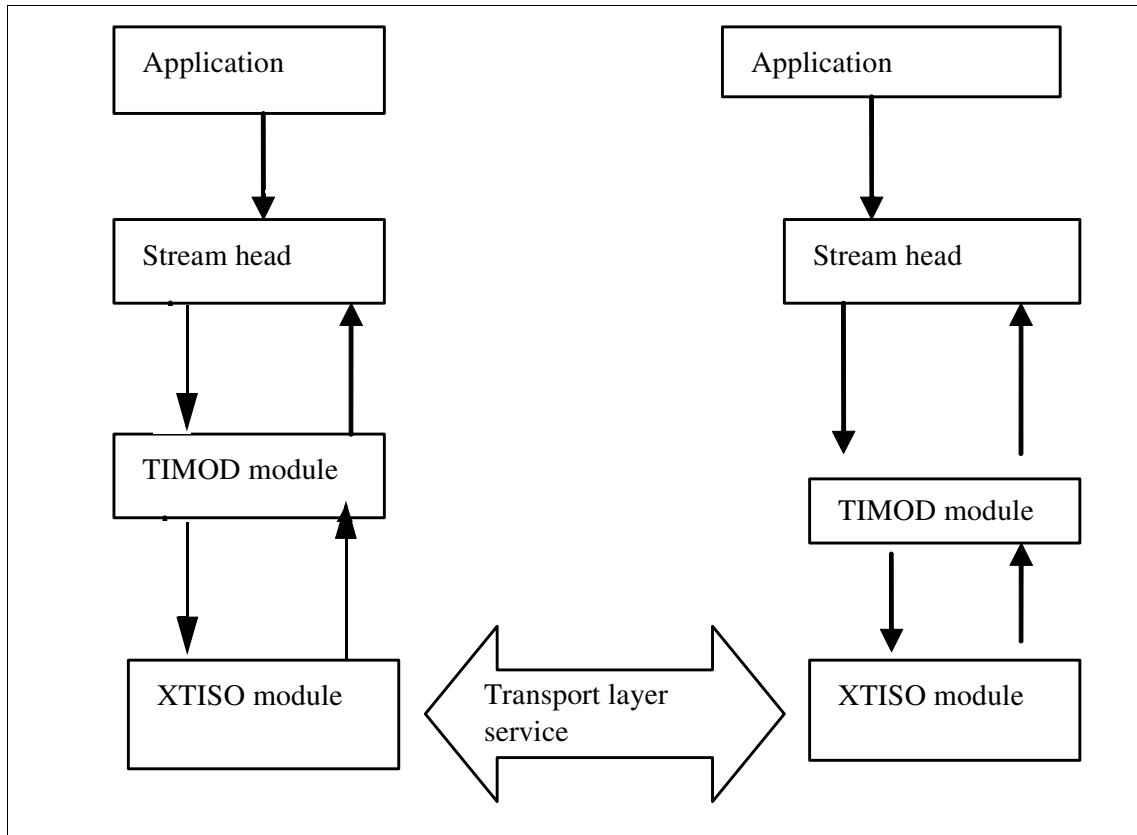 Application
Application
Stream head
Stream head
TIMOD module
TIMOD module
XTISO module
Transport layer
service
XTISO module